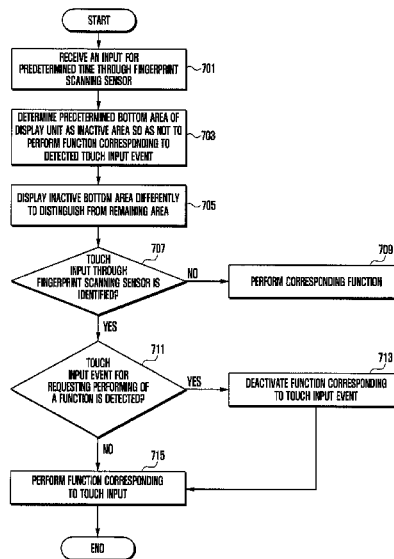 START
RECEIVE AN INPUT FOR
PREDETERMINED TIME THROUGH FINGERPRINT
SCANNING SENSOR
701
DETERMINE PREDETERMINED BOTTOM AREA OF
DISPLAY UNIT AS INACTIVE AREA SO AS NOT TO
PERFORM FUNCTION CORRESPONDING TO
DETECTED TOUCH INPUT EVENT
703
DISPLAY INACTIVE BOTTOM AREA DIFFERENTLY
TO DISTINGUISH FROM REMAINING AREA
705
707
TOUCH
INPUT THROUGH
FINGERPRINT SCANNING SENSOR IS
IDENTIFIED?
NO
709
PERFORM CORRESPONDING FUNCTION
YES
711
TOUCH
INPUT EVENT FOR
REQUESTING PERFORMING OF
A FUNCTION IS DETECTED?
YES
713
DEACTIVATE FUNCTION CORRESPONDING
TO TOUCH INPUT EVENT
NO
715
PERFORM FUNCTION CORRESPONDING
TO TOUCH INPUT
END